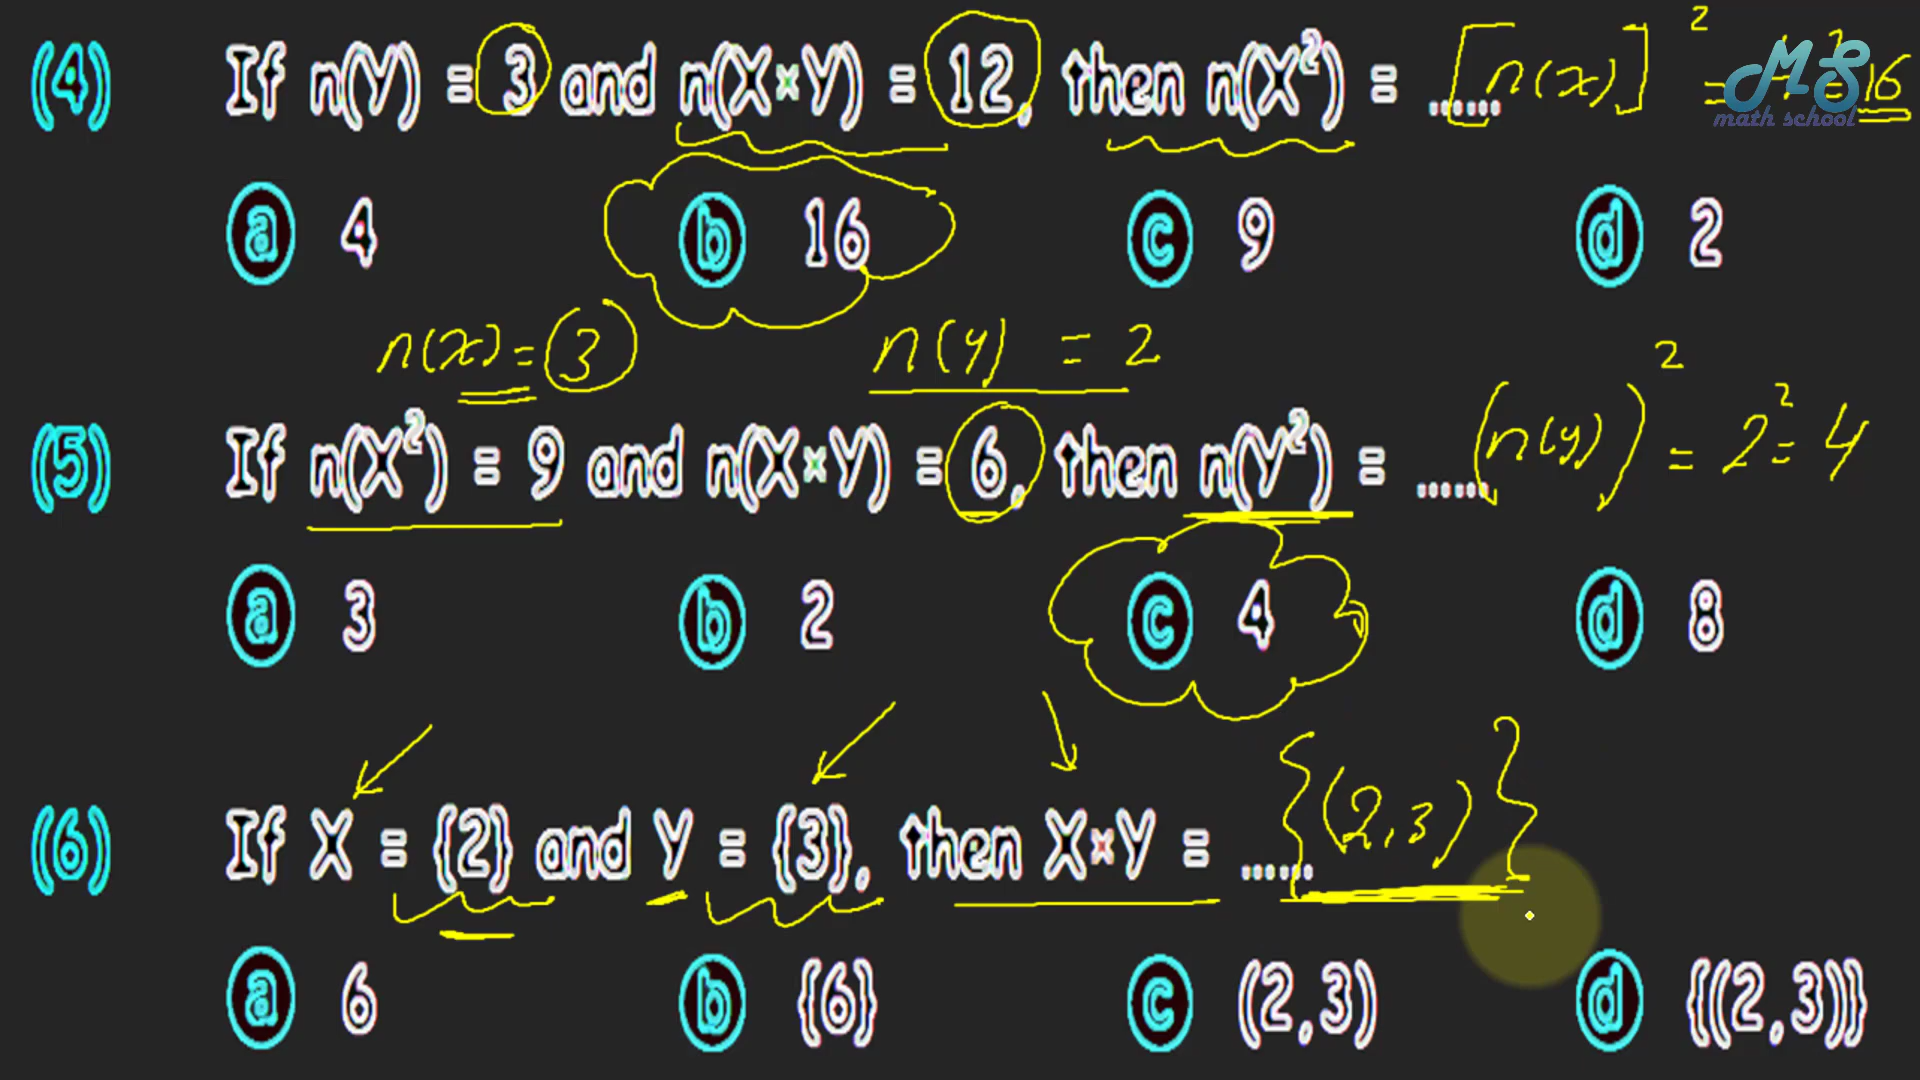 (4) If n(Y) = 3 and n(X×Y) = 12, then n(X²) = ...... [n(x)]² = = 16
MS
math school
a 4 b 16 c 9 d 2
n(x) = 3 n(y) = 2
(5) If n(X²) = 9 and n(X×Y) = 6, then n(Y²) = ...... (n(y))² = 2² = 4
a 3 b 2 c 4 d 8
(6) If X = {2} and Y = {3}, then X×Y = ...... {(2,3)}
a 6 b {6} c (2,3) d {(2,3)}